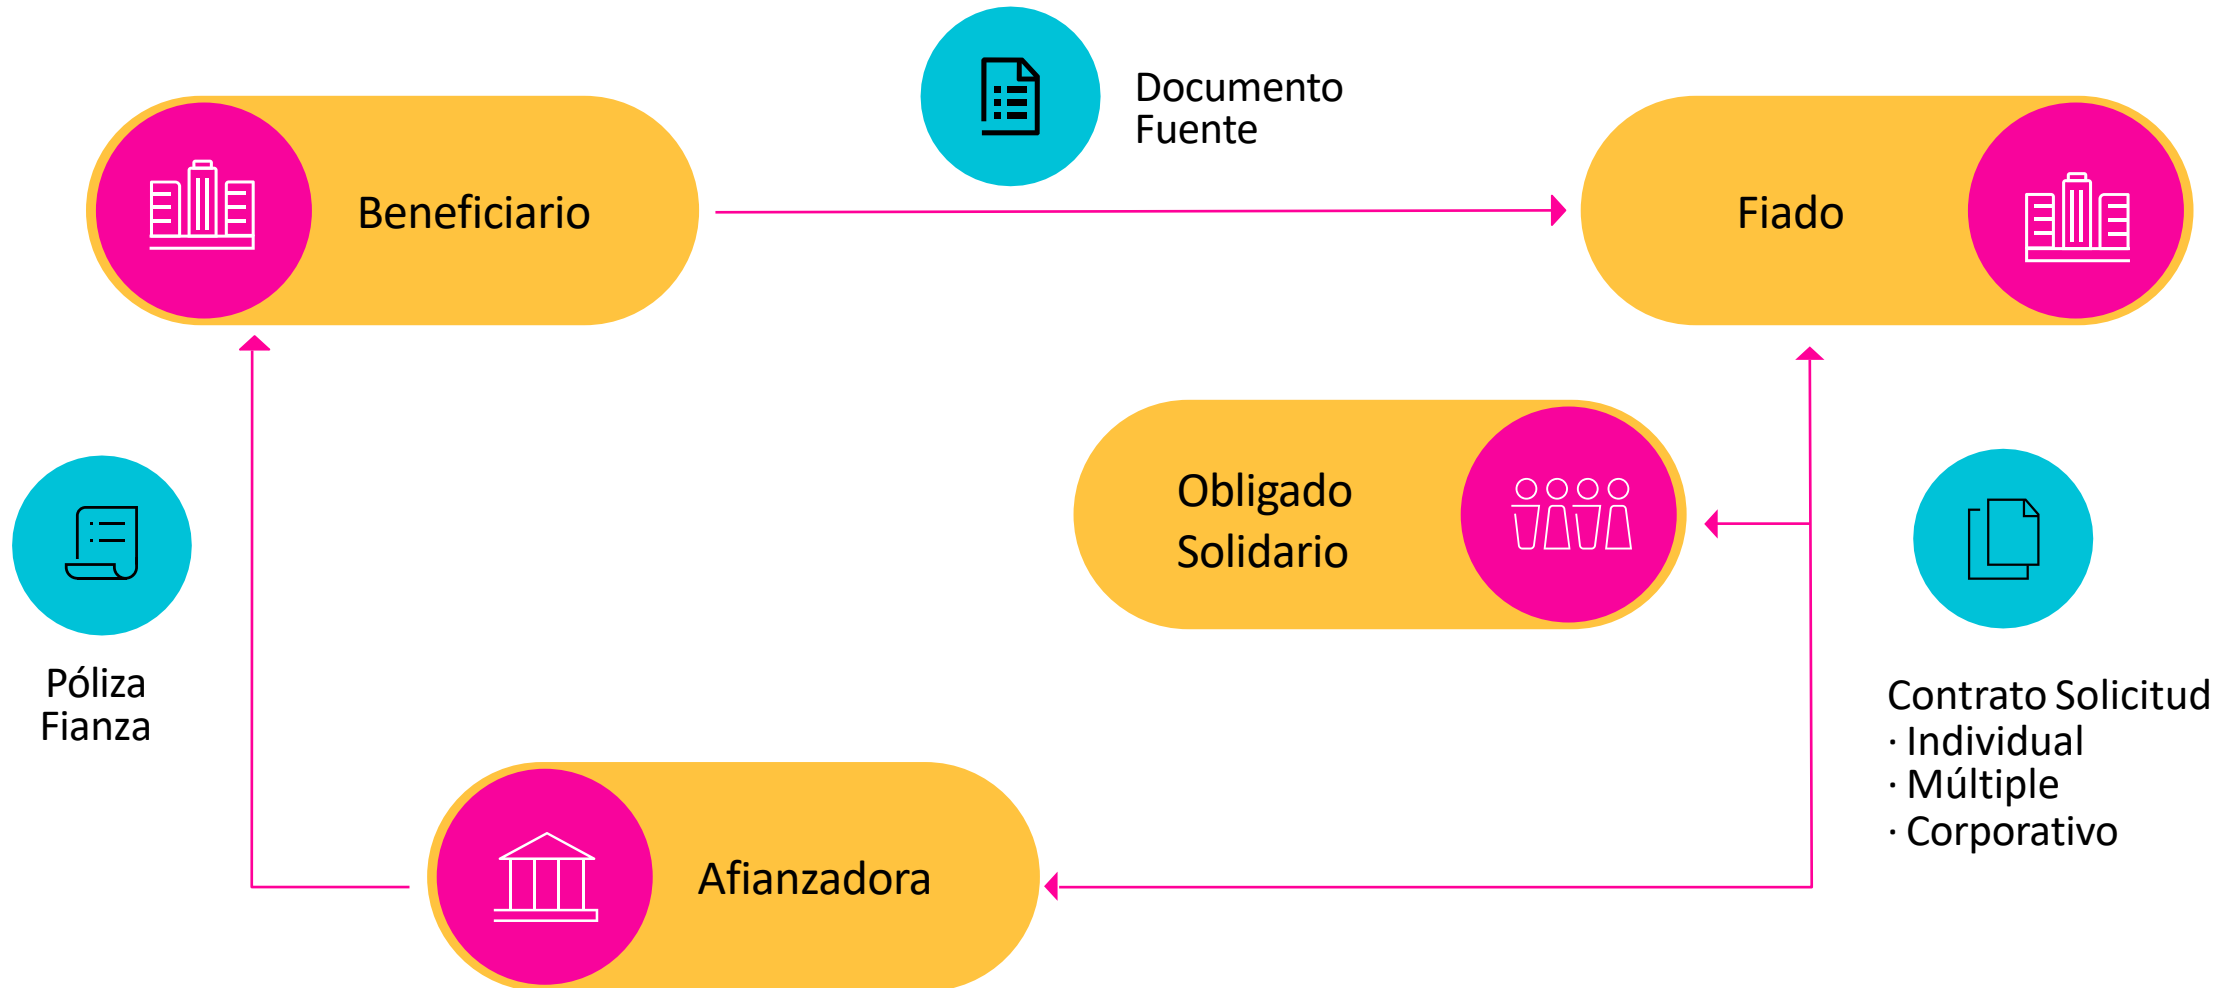 Documento
Fuente
Beneficiario
Fiado
Obligado
Solidario
Póliza
Fianza
Contrato Solicitud
· Individual
· Múltiple
· Corporativo
Afianzadora